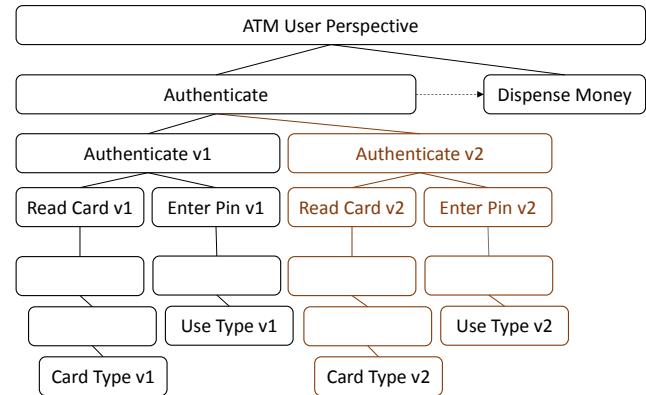 ATM User Perspective
Authenticate
Dispense Money
Authenticate v1
Authenticate v2
Read Card v1
Enter Pin v1
Read Card v2
Enter Pin v2
Use Type v1
Use Type v2
Card Type v1
Card Type v2